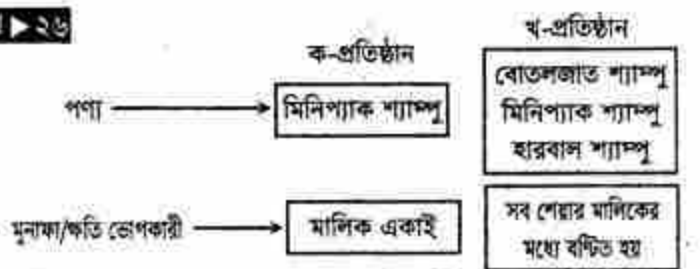 ▶২৬
ক-প্রতিষ্ঠান
খ-প্রতিষ্ঠান
পণ্য
মিনিপ্যাক শ্যাম্পু
বোতলজাত শ্যাম্পু
মিনিপ্যাক শ্যাম্পু
হারবাল শ্যাম্পু
মুনাফা/ক্ষতি ভোগকারী
মালিক একাই
সব শেয়ার মালিকের
মধ্যে বণ্টিত হয়